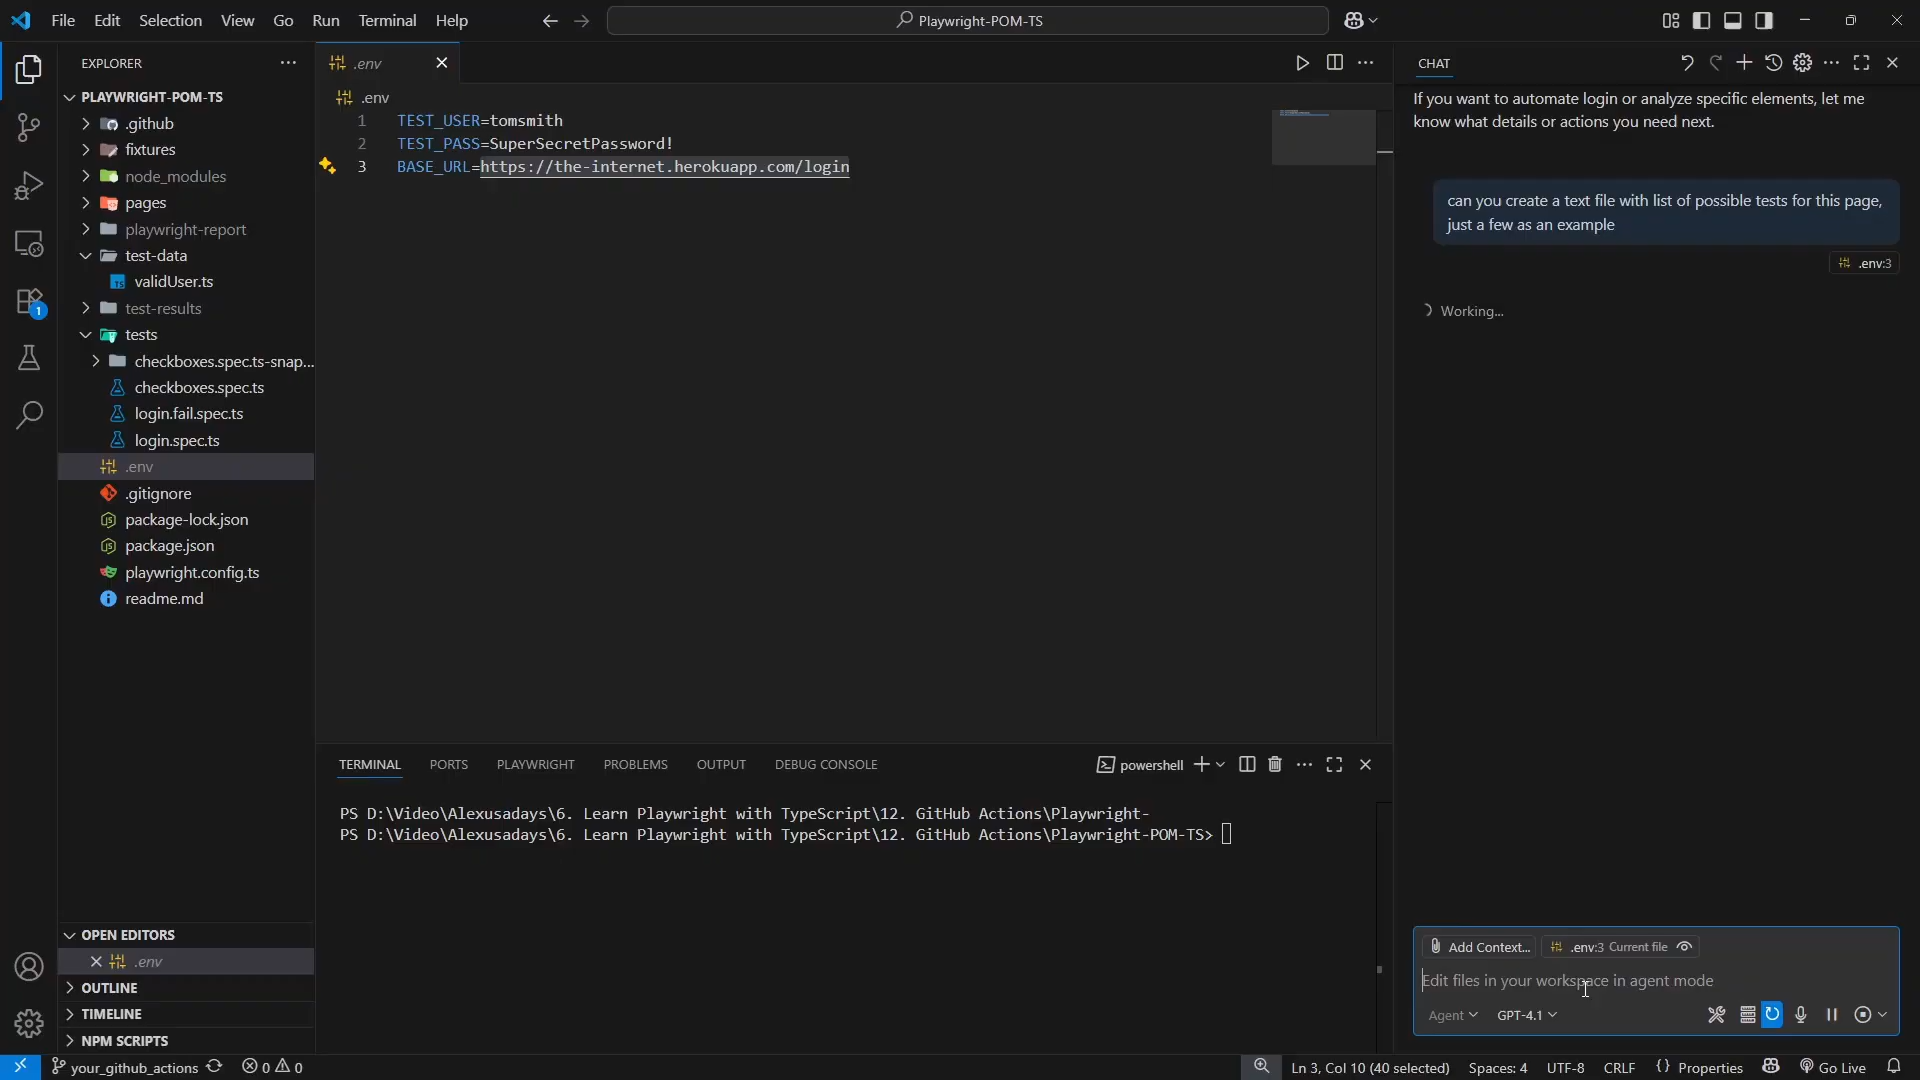 File Edit Selection View Go Run Terminal Help
Playwright-POM-TS
EXPLORER
PLAYWRIGHT-POM-TS
.github
fixtures
node_modules
pages
playwright-report
test-data
validUser.ts
test-results
tests
checkboxes.spec.ts-snap...
checkboxes.spec.ts
login.fail.spec.ts
login.spec.ts
.env
.gitignore
package-lock.json
package.json
playwright.config.ts
readme.md
OPEN EDITORS
.env
OUTLINE
TIMELINE
NPM SCRIPTS
1
.env
.env
1 TEST_USER=tomsmith
2 TEST_PASS=SuperSecretPassword!
3 BASE_URL=https://the-internet.herokuapp.com/login
TERMINAL PORTS PLAYWRIGHT PROBLEMS OUTPUT DEBUG CONSOLE
powershell
PS D:\Video\Alexusadays\6. Learn Playwright with TypeScript\12. GitHub Actions\Playwright-
PS D:\Video\Alexusadays\6. Learn Playwright with TypeScript\12. GitHub Actions\Playwright-POM-TS>
CHAT
If you want to automate login or analyze specific elements, let me
know what details or actions you need next.
can you create a text file with list of possible tests for this page,
just a few as an example
.env:3
Working...
Add Context... .env:3 Current file
Edit files in your workspace in agent mode
Agent GPT-4.1
your_github_actions 0 0
Ln 3, Col 10 (40 selected) Spaces: 4 UTF-8 CRLF {} Properties Go Live